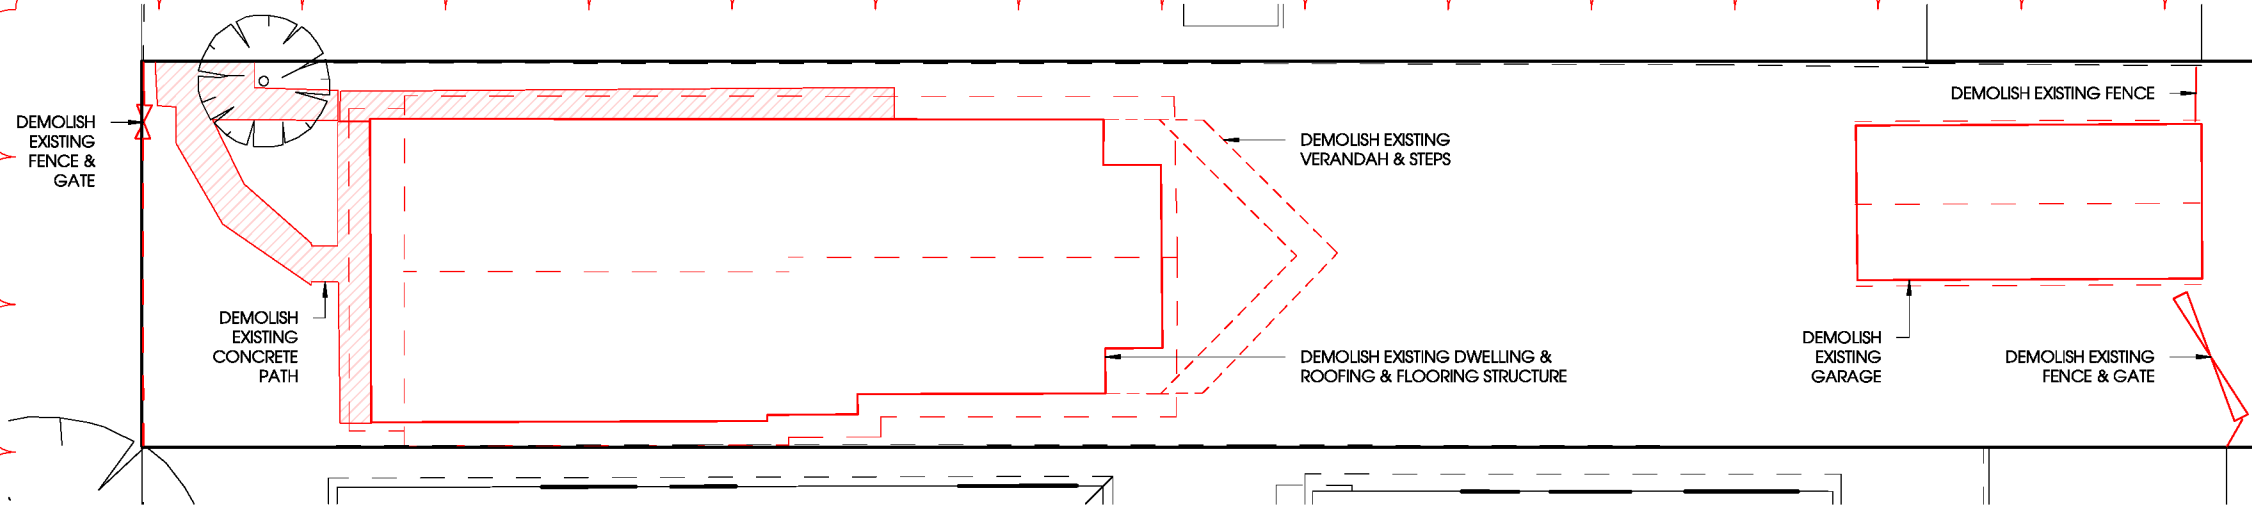 DEMOLISH
EXISTING
FENCE &
GATE
DEMOLISH
EXISTING
CONCRETE
PATH
DEMOLISH EXISTING
VERANDAH & STEPS
DEMOLISH EXISTING DWELLING &
ROOFING & FLOORING STRUCTURE
DEMOLISH EXISTING FENCE
DEMOLISH
EXISTING
GARAGE
DEMOLISH EXISTING
FENCE & GATE